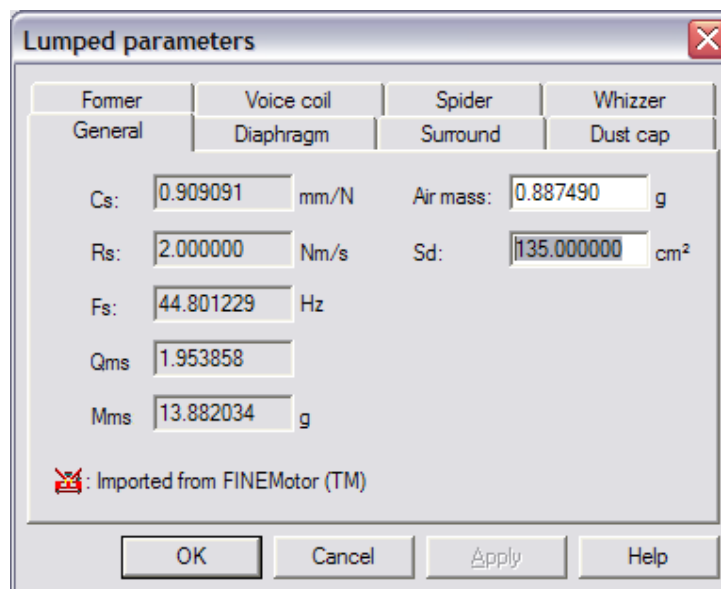 Lumped parameters
Former Voice coil Spider Whizzer
General Diaphragm Surround Dust cap
Cs: 0.909091 mm/N Air mass: 0.887490 g
Rs: 2.000000 Nm/s Sd: 135.000000 cm²
Fs: 44.801229 Hz
Qms 1.953858
Mms 13.882034 g
: Imported from FINEMotor (TM)
OK Cancel Apply Help